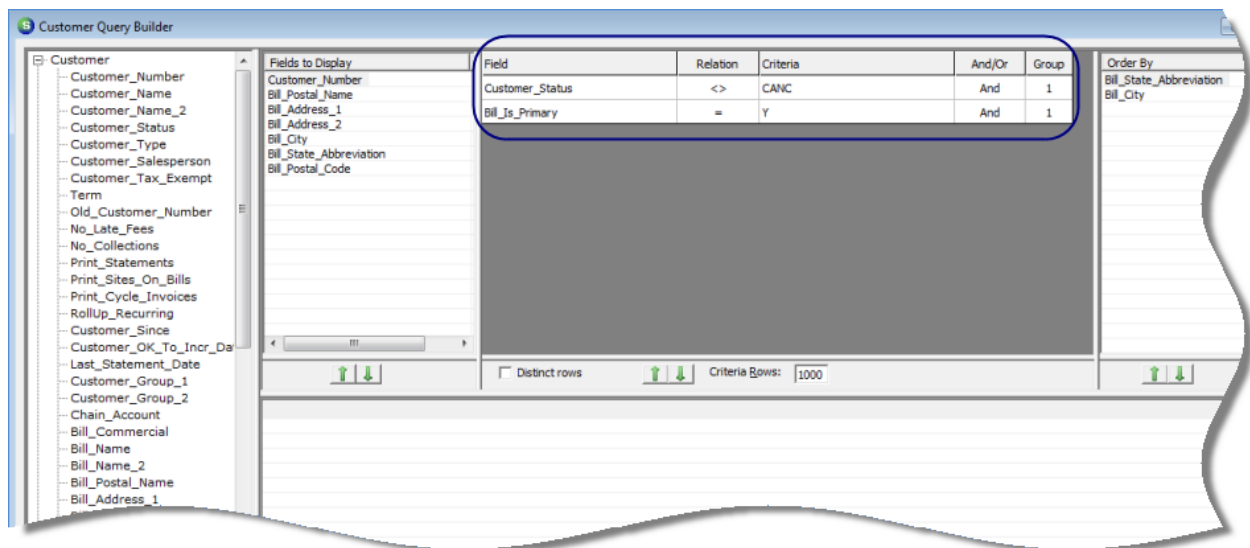 Customer Query Builder
Customer
Customer_Number
Customer_Name
Customer_Name_2
Customer_Status
Customer_Type
Customer_Salesperson
Customer_Tax_Exempt
Term
Old_Customer_Number
No_Late_Fees
No_Collections
Print_Statements
Print_Sites_On_Bills
Print_Cycle_Invoices
RollUp_Recurring
Customer_Since
Customer_OK_To_Incr_Da
Last_Statement_Date
Customer_Group_1
Customer_Group_2
Chain_Account
Bill_Commercial
Bill_Name
Bill_Name_2
Bill_Postal_Name
Bill_Address_1
Fields to Display
Customer_Number
Bill_Postal_Name
Bill_Address_1
Bill_Address_2
Bill_City
Bill_State_Abbreviation
Bill_Postal_Code
Field Relation Criteria And/Or Group
Customer_Status <> CANC And 1
Bill_Is_Primary = Y And 1
Distinct rows Criteria Rows: 1000
Order By
Bill_State_Abbreviation
Bill_City